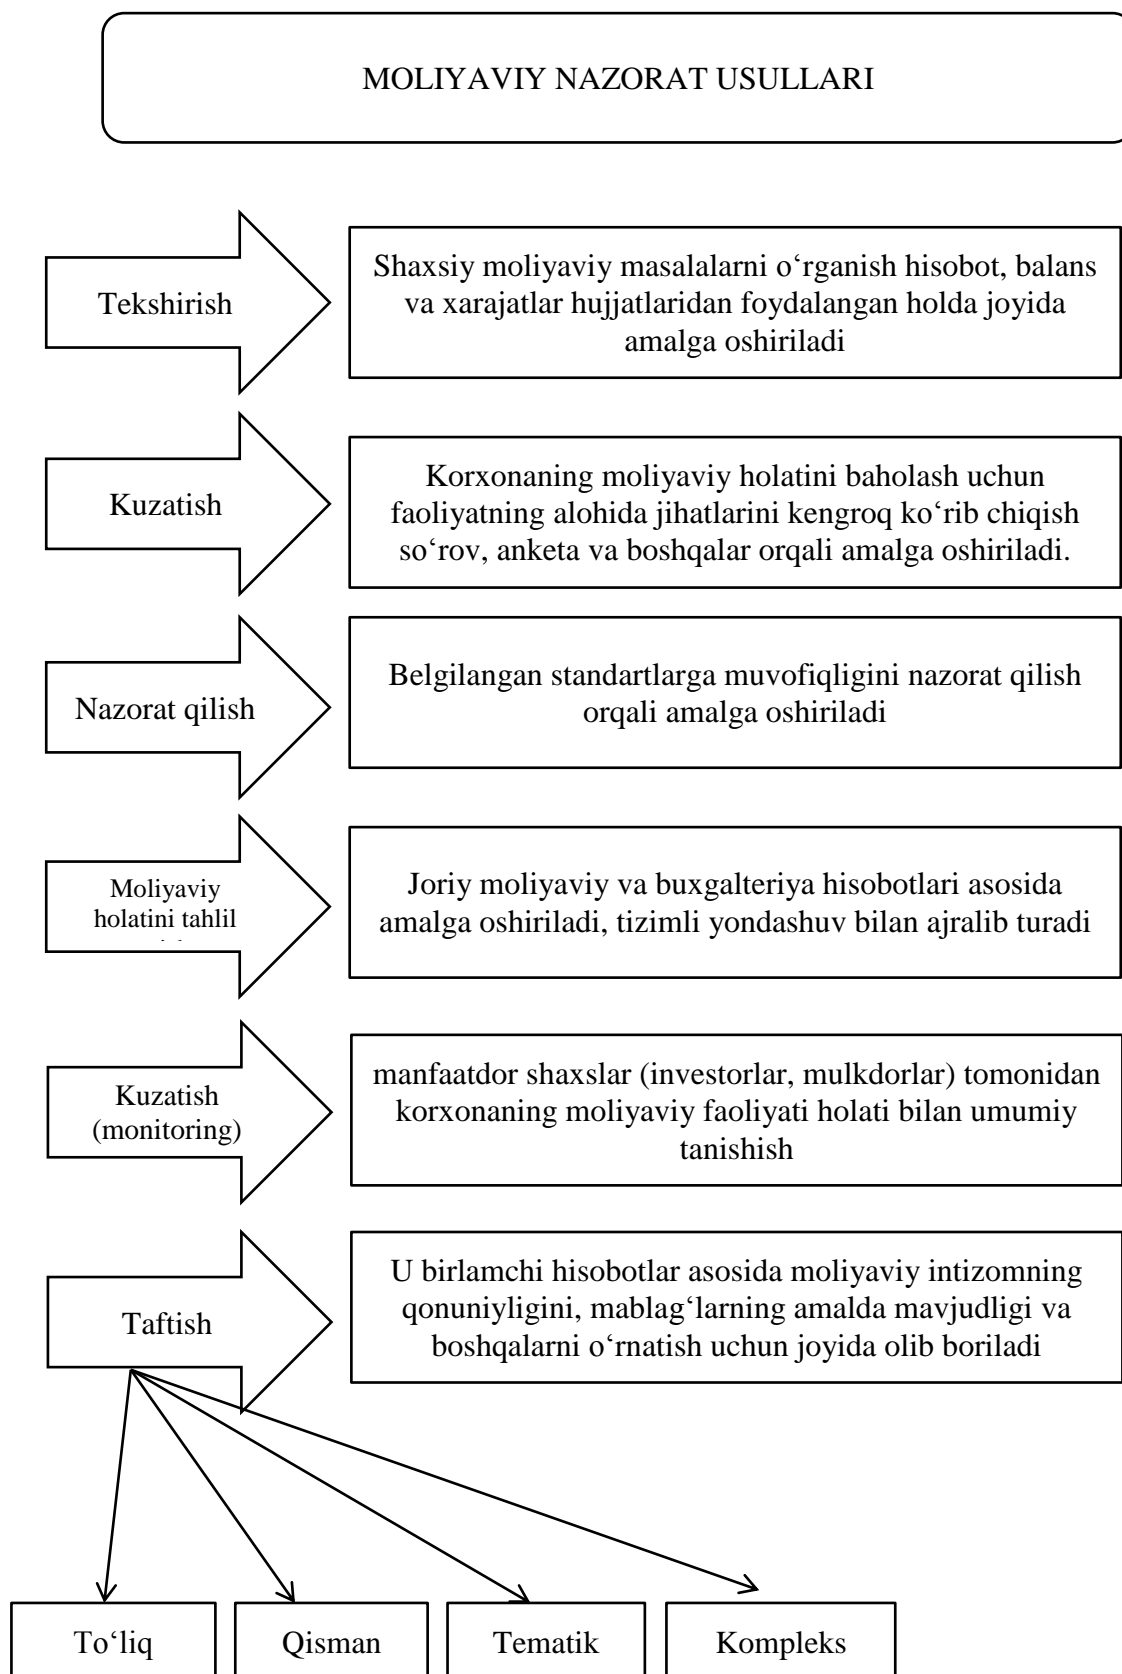 MOLIYAVIY NAZORAT USULLARI
Tekshirish
Shaxsiy moliyaviy masalalarni o‘rganish hisobot, balans
va xarajatlar hujjatlaridan foydalangan holda joyida
amalga oshiriladi
Kuzatish
Korxonaning moliyaviy holatini baholash uchun
faoliyatning alohida jihatlarini kengroq ko‘rib chiqish
so‘rov, anketa va boshqalar orqali amalga oshiriladi.
Nazorat qilish
Belgilangan standartlarga muvofiqligini nazorat qilish
orqali amalga oshiriladi
Moliyaviy
holatini tahlil
Joriy moliyaviy va buxgalteriya hisobotlari asosida
amalga oshiriladi, tizimli yondashuv bilan ajralib turadi
Kuzatish
(monitoring)
manfaatdor shaxslar (investorlar, mulkdorlar) tomonidan
korxonaning moliyaviy faoliyati holati bilan umumiy
tanishish
Taftish
U birlamchi hisobotlar asosida moliyaviy intizomning
qonuniyligini, mablag‘larning amalda mavjudligi va
boshqalarni o‘rnatish uchun joyida olib boriladi
To‘liq
Qisman
Tematik
Kompleks